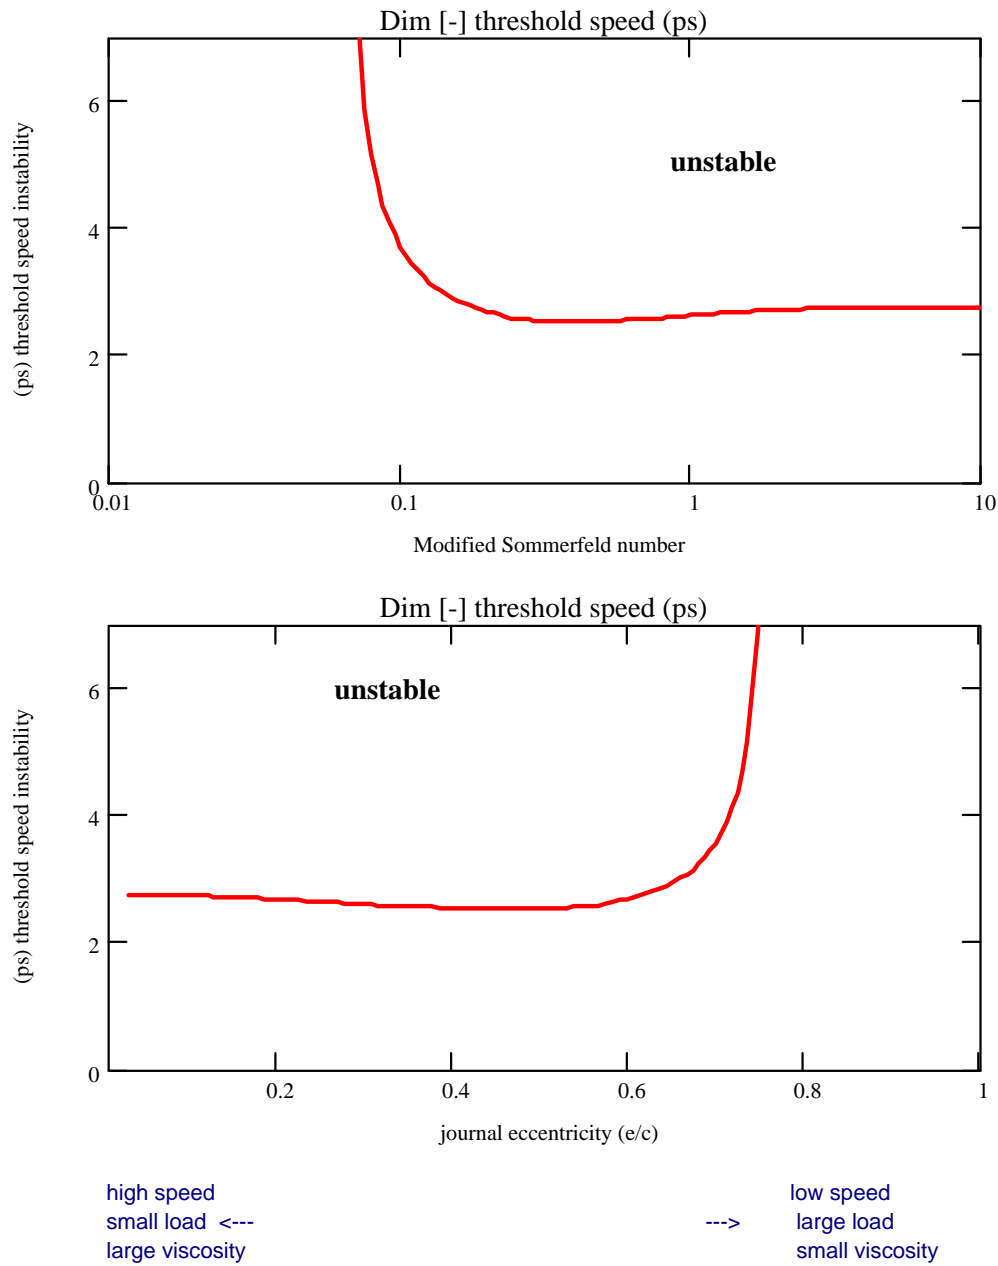 Dim [-] threshold speed (ps)
6
unstable
(ps) threshold speed instability
4
2
0
0.01 0.1 1 10
Modified Sommerfeld number
Dim [-] threshold speed (ps)
6
unstable
(ps) threshold speed instability
4
2
0
0.2 0.4 0.6 0.8 1
journal eccentricity (e/c)
high speed low speed
small load <--- ---> large load
large viscosity small viscosity